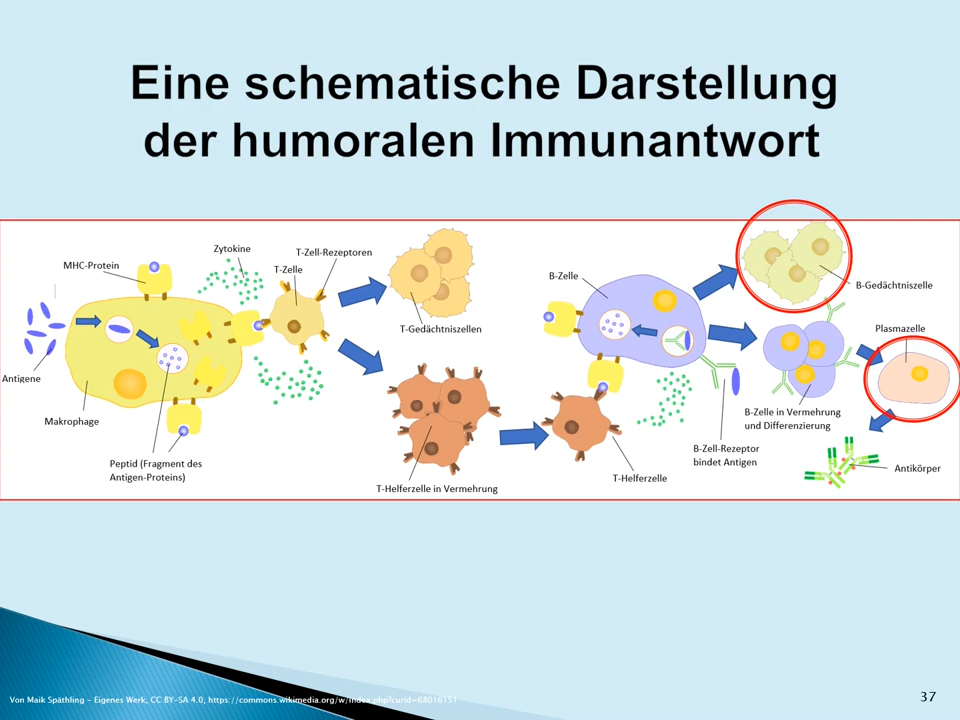 Eine schematische Darstellung
der humoralen Immunantwort
MHC-Protein
Zytokine
T-Zell-Rezeptoren
T-Zelle
T-Gedächtniszellen
Antigene
Makrophage
Peptid (Fragment des
Antigen-Proteins)
T-Helferzelle in Vermehrung
B-Zelle
B-Gedächtniszelle
Plasmazelle
B-Zelle in Vermehrung
und Differenzierung
B-Zell-Rezeptor
bindet Antigen
T-Helferzelle
Antikörper
Von Maik Späthling - Eigenes Werk, CC BY-SA 4.0, https://commons.wikimedia.org/w/index.php?curid=68016151
37